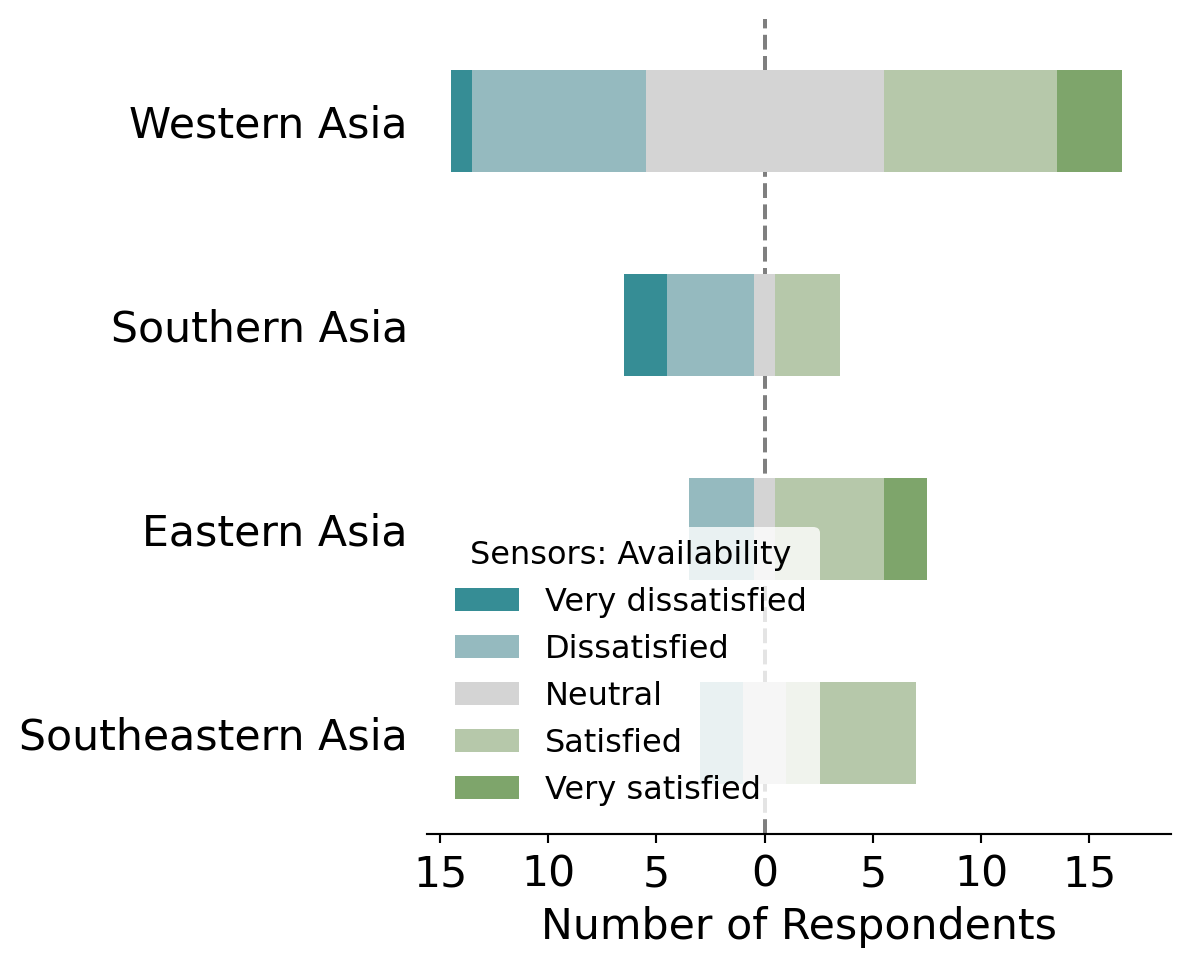 Western Asia
Southern Asia
Eastern Asia
Southeastern Asia
Sensors: Availability
Very dissatisfied
Dissatisfied
Neutral
Satisfied
Very satisfied
15 10 5 0 5 10 15
Number of Respondents